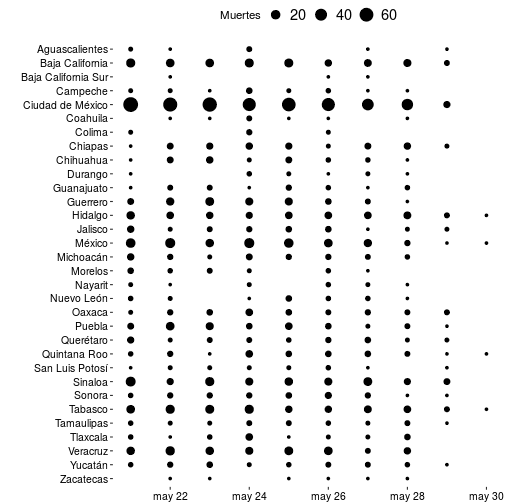 Muertes 20 40 60
Aguascalientes
Baja California
Baja California Sur
Campeche
Ciudad de México
Coahuila
Colima
Chiapas
Chihuahua
Durango
Guanajuato
Guerrero
Hidalgo
Jalisco
México
Michoacán
Morelos
Nayarit
Nuevo León
Oaxaca
Puebla
Querétaro
Quintana Roo
San Luis Potosí
Sinaloa
Sonora
Tabasco
Tamaulipas
Tlaxcala
Veracruz
Yucatán
Zacatecas
may 22 may 24 may 26 may 28 may 30